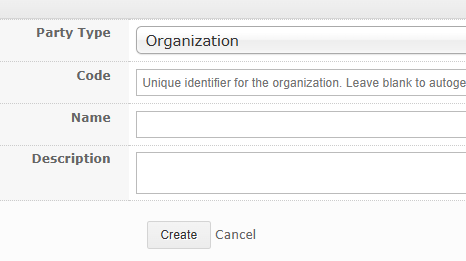 Party Type
Organization
Code
Unique identifier for the organization. Leave blank to autoge
Name
Description
Create Cancel